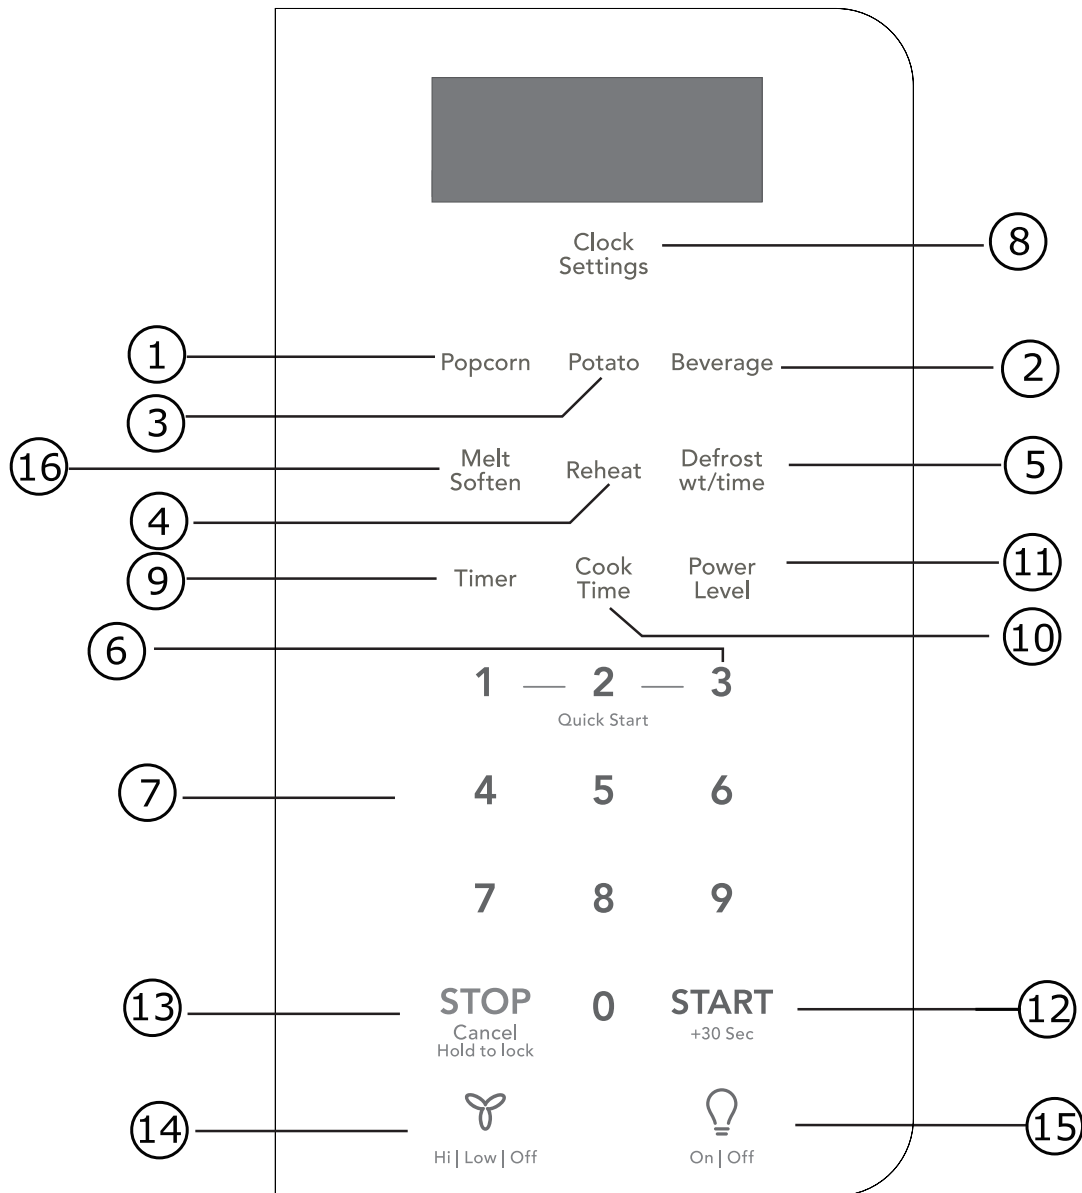 Clock
Settings
8
1
Popcorn Potato Beverage
2
3
16
Melt
Soften
Reheat
Defrost
wt/time
5
4
9
Timer
Cook
Time
Power
Level
11
10
6
1 — 2 — 3
Quick Start
7
4 5 6
7 8 9
13
STOP
Cancel
Hold to lock
0
START
+30 Sec
12
14
Hi | Low | Off
On | Off
15